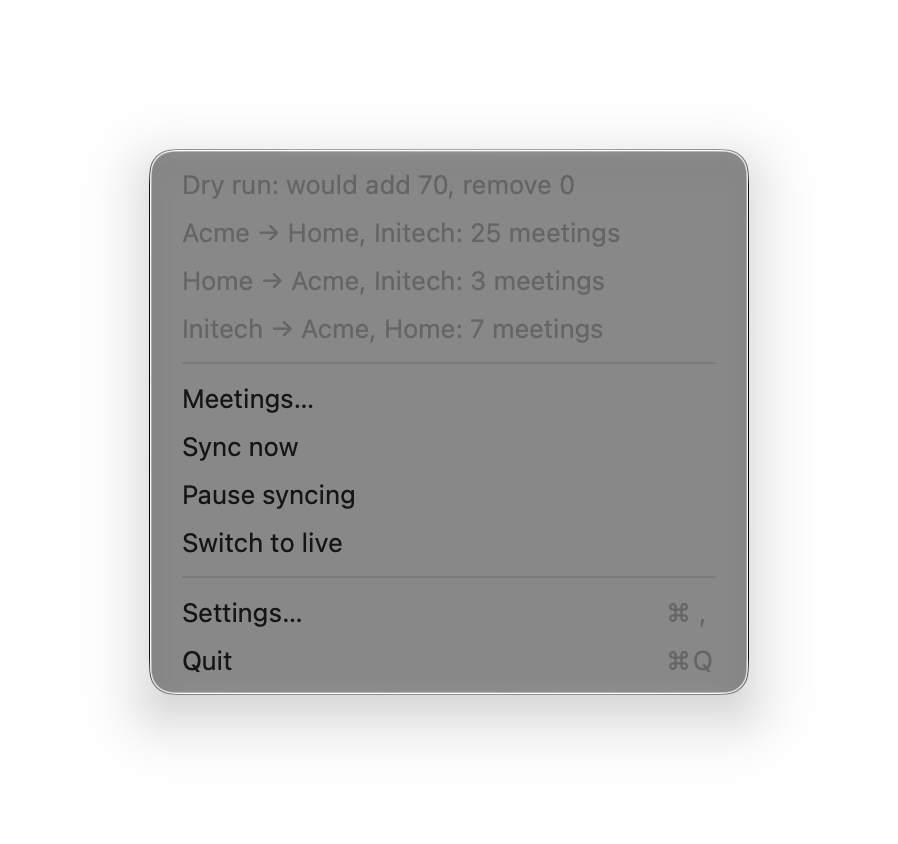 Dry run: would add 70, remove 0
Acme → Home, Initech: 25 meetings
Home → Acme, Initech: 3 meetings
Initech → Acme, Home: 7 meetings
Meetings...
Sync now
Pause syncing
Switch to live
Settings... ⌘ ,
Quit ⌘Q